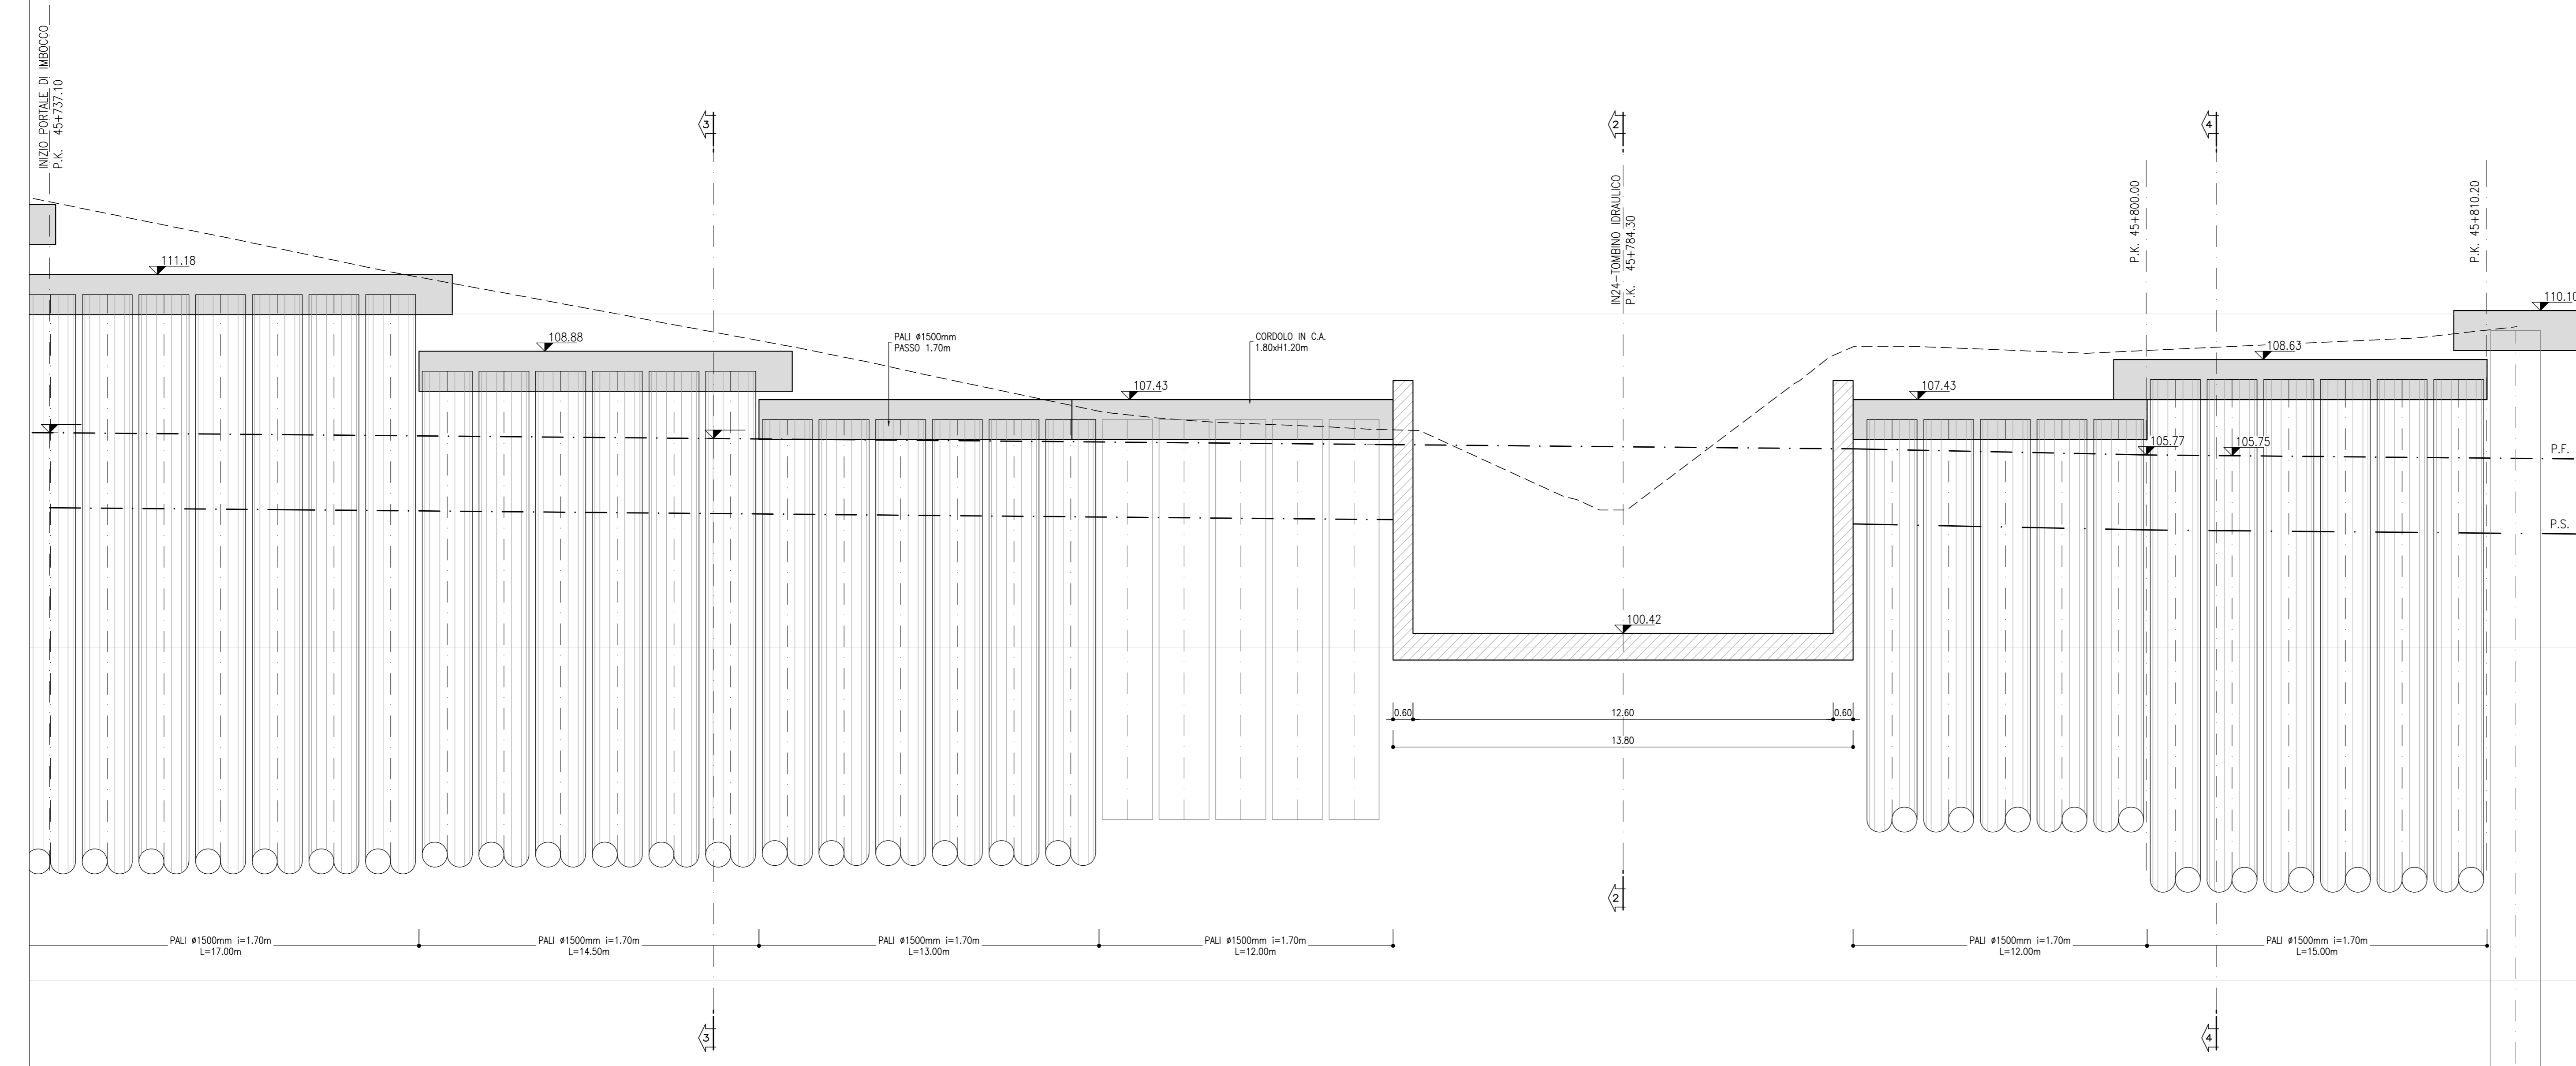 INIZIO PORTALE DI IMBOCCO
P.K. 45+737.10
3
2
4
IN24-TOMBINO IDRAULICO
P.K. 45+784.30
P.K. 45+800.00
P.K. 45+810.20
111.18
108.88
PALI ø1500mm
PASSO 1.70m
107.43
CORDOLO IN C.A.
1.80xH1.20m
107.43
108.63
110.10
105.77
105.75
P.F.
P.S.
100.42
0.60
12.60
0.60
13.80
2
PALI ø1500mm i=1.70m
L=17.00m
PALI ø1500mm i=1.70m
L=14.50m
PALI ø1500mm i=1.70m
L=13.00m
PALI ø1500mm i=1.70m
L=12.00m
PALI ø1500mm i=1.70m
L=12.00m
PALI ø1500mm i=1.70m
L=15.00m
3
4